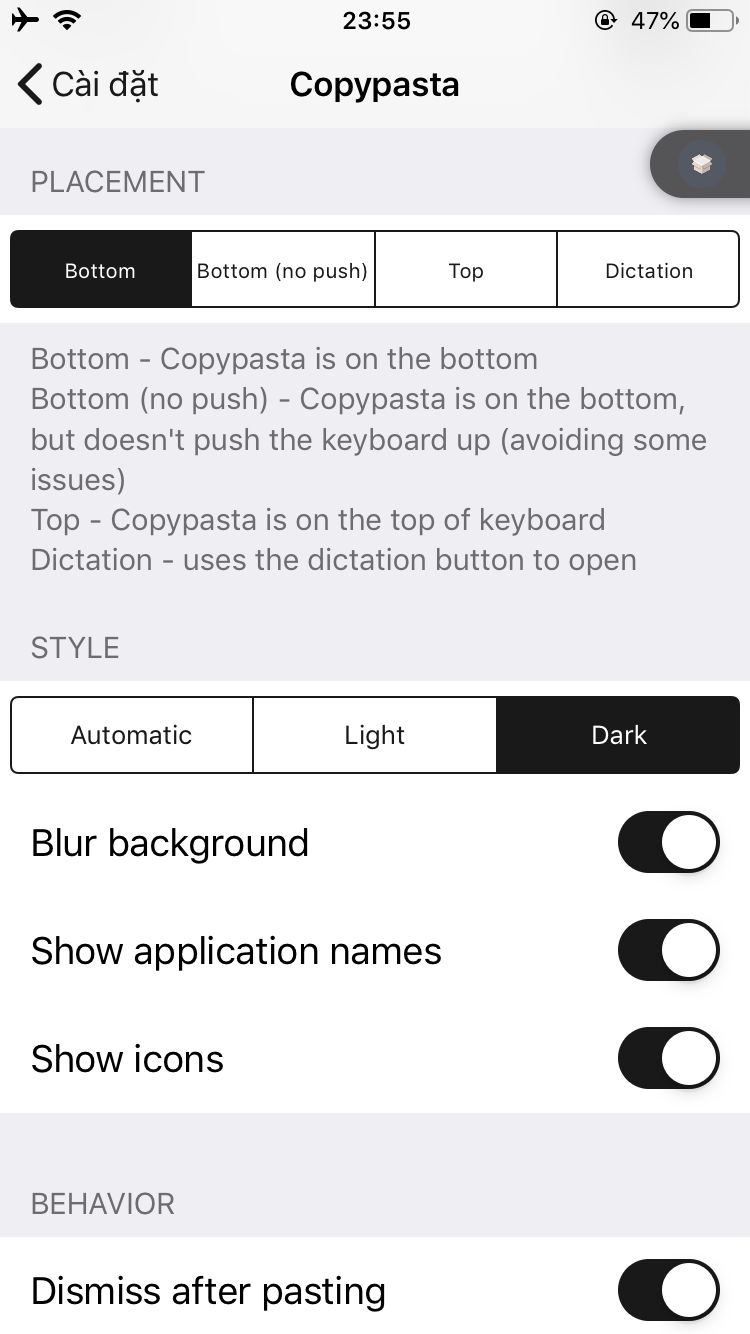 23:55
47%
Cài đặt
Copypasta
PLACEMENT
Bottom
Bottom (no push)
Top
Dictation
Bottom - Copypasta is on the bottom
Bottom (no push) - Copypasta is on the bottom,
but doesn't push the keyboard up (avoiding some
issues)
Top - Copypasta is on the top of keyboard
Dictation - uses the dictation button to open
STYLE
Automatic
Light
Dark
Blur background
Show application names
Show icons
BEHAVIOR
Dismiss after pasting